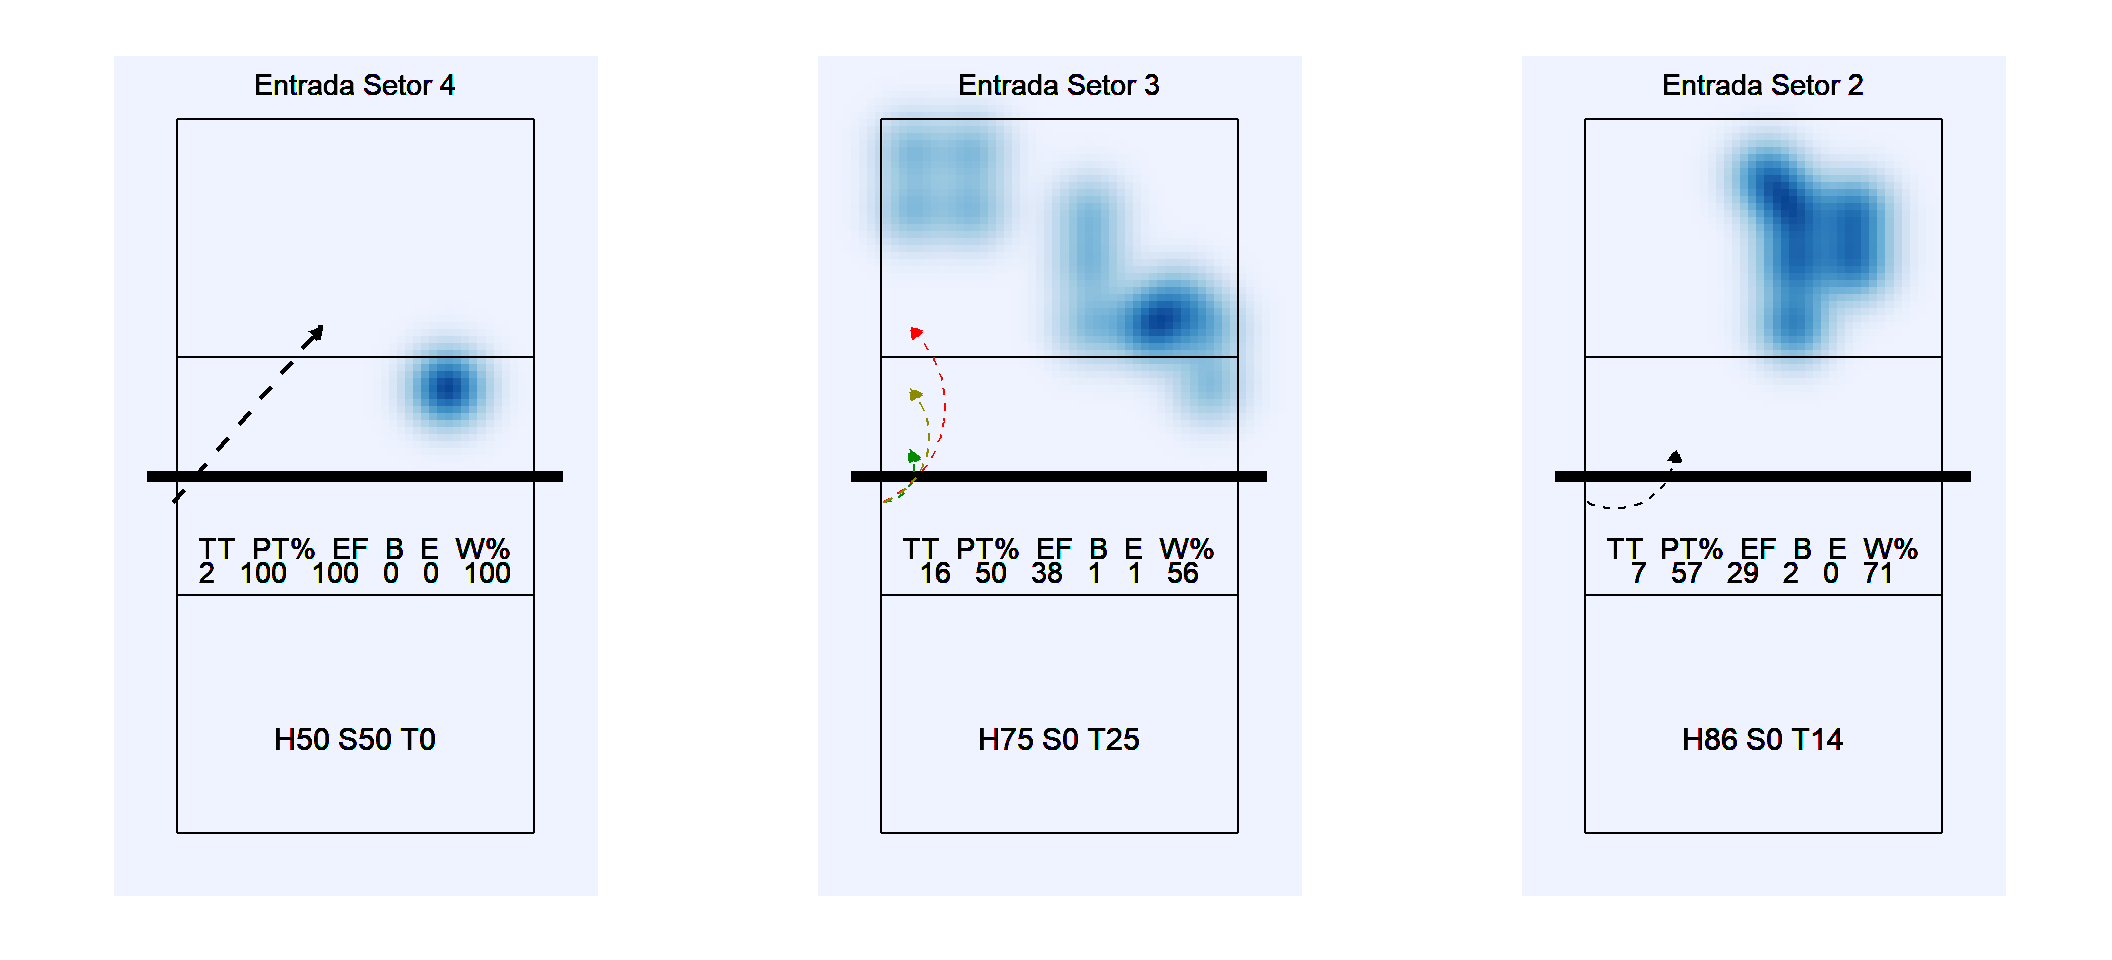 Entrada Setor 4
TT PT% EF B E W%
2 100 100 0 0 100
H50 S50 T0
Entrada Setor 3
TT PT% EF B E W%
16 50 38 1 1 56
H75 S0 T25
Entrada Setor 2
TT PT% EF B E W%
7 57 29 2 0 71
H86 S0 T14